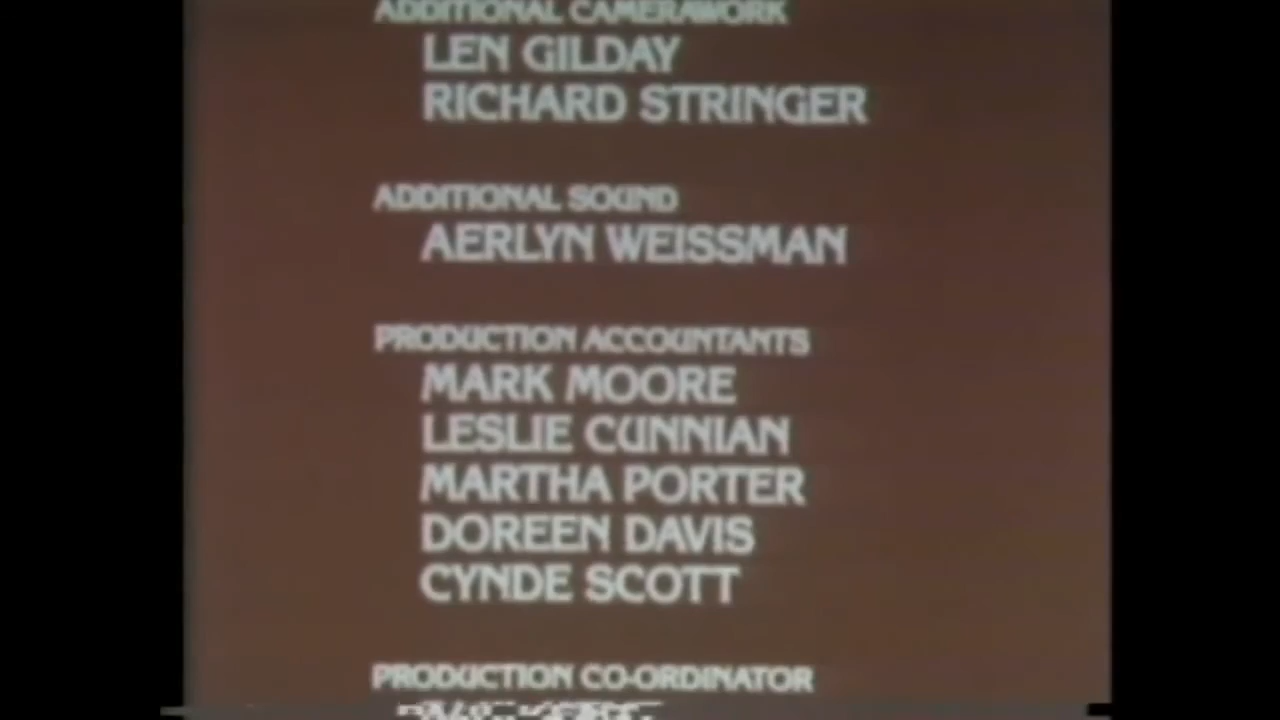 ADDITIONAL CAMERAWORK
LEN GILDAY
RICHARD STRINGER
ADDITIONAL SOUND
AERLYN WEISSMAN
PRODUCTION ACCOUNTANTS
MARK MOORE
LESLIE CUNNIAN
MARTHA PORTER
DOREEN DAVIS
CYNDE SCOTT
PRODUCTION CO-ORDINATOR